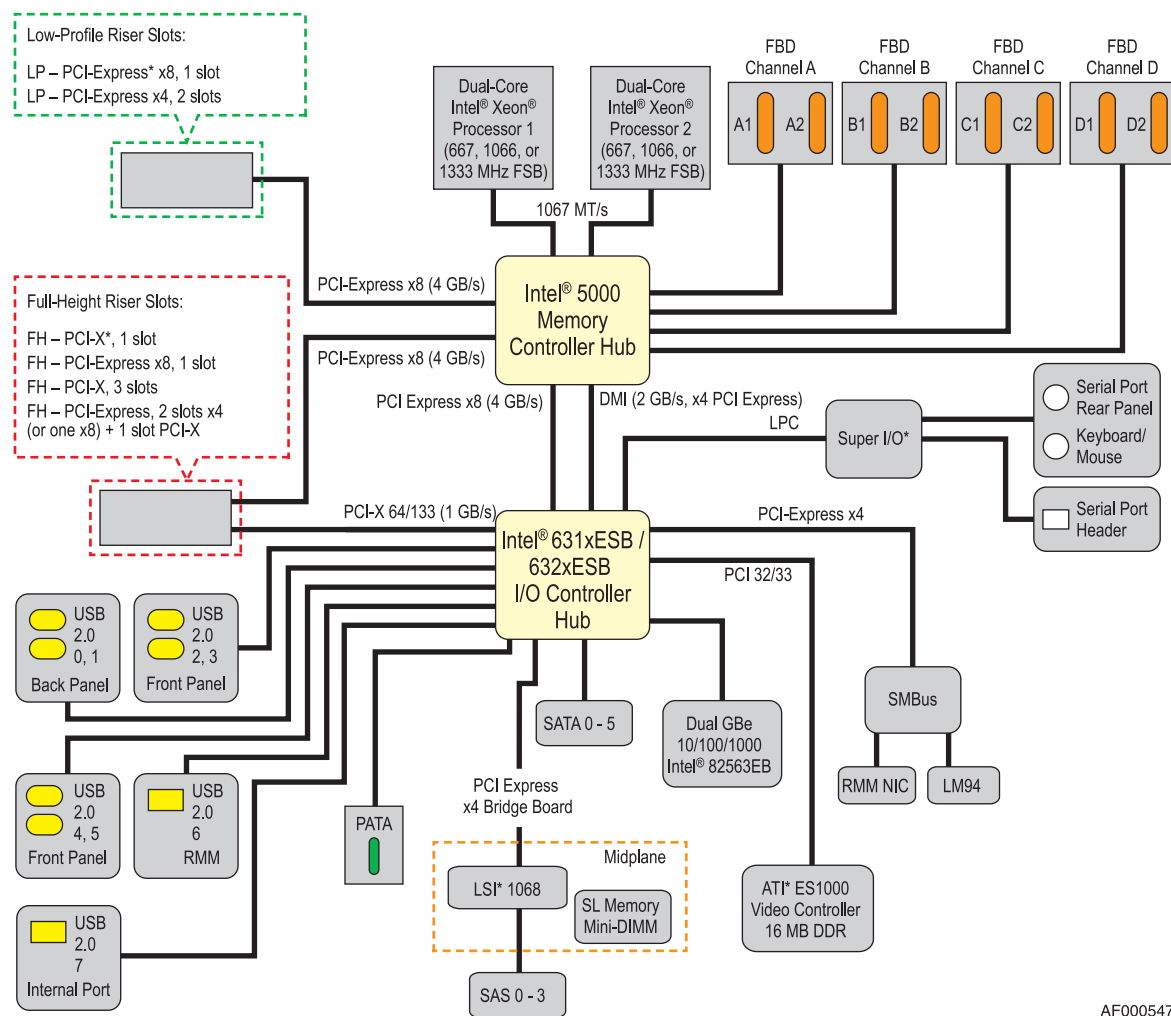 Low-Profile Riser Slots:
LP – PCI-Express* x8, 1 slot
LP – PCI-Express x4, 2 slots
Dual-Core
Intel® Xeon®
Processor 1
(667, 1066, or
1333 MHz FSB)
Dual-Core
Intel® Xeon®
Processor 2
(667, 1066, or
1333 MHz FSB)
FBD
Channel A
A1 A2
FBD
Channel B
B1 B2
FBD
Channel C
C1 C2
FBD
Channel D
D1 D2
1067 MT/s
PCI-Express x8 (4 GB/s)
Intel® 5000
Memory
Controller Hub
Full-Height Riser Slots:
FH – PCI-X*, 1 slot
FH – PCI-Express x8, 1 slot
FH – PCI-X, 3 slots
FH – PCI-Express, 2 slots x4
(or one x8) + 1 slot PCI-X
PCI-Express x8 (4 GB/s)
PCI Express x8 (4 GB/s)
DMI (2 GB/s, x4 PCI Express)
LPC
Super I/O*
Serial Port
Rear Panel
Keyboard/
Mouse
Serial Port
Header
PCI-X 64/133 (1 GB/s)
Intel® 631xESB /
632xESB
I/O Controller
Hub
PCI-Express x4
PCI 32/33
USB
2.0
0, 1
Back Panel
USB
2.0
2, 3
Front Panel
USB
2.0
4, 5
Front Panel
USB
2.0
6
RMM
USB
2.0
7
Internal Port
PATA
PCI Express
x4 Bridge Board
SATA 0 - 5
Dual GBe
10/100/1000
Intel® 82563EB
SMBus
RMM NIC
LM94
Midplane
LSI* 1068
SL Memory
Mini-DIMM
SAS 0 - 3
ATI* ES1000
Video Controller
16 MB DDR
AF000547